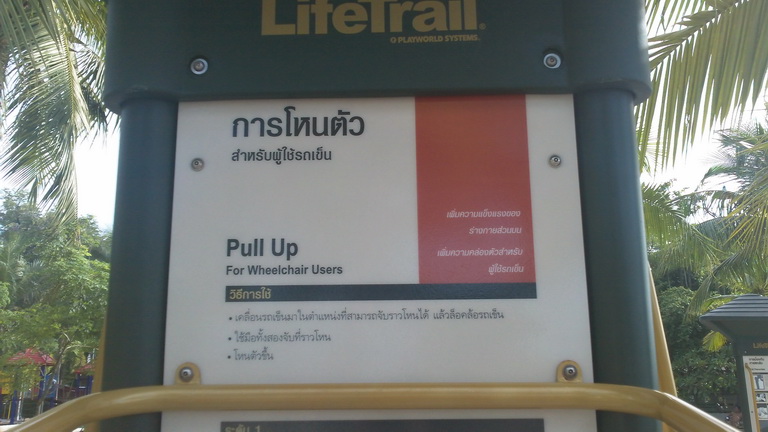 LifeTrail®
PLAYWORLD SYSTEMS.
การโหนตัว
สำหรับผู้ใช้รถเข็น
เพิ่มความแข็งแรงของ
ร่างกายส่วนบน
เพิ่มความคล่องตัวสำหรับ
ผู้ใช้รถเข็น
Pull Up
For Wheelchair Users
วิธีการใช้
• เคลื่อนรถเข็นมาในตำแหน่งที่สามารถจับราวโหนได้ แล้วล็อคล้อรถเข็น
• ใช้มือทั้งสองจับที่ราวโหน
• โหนตัวขึ้น
ระดับ 1